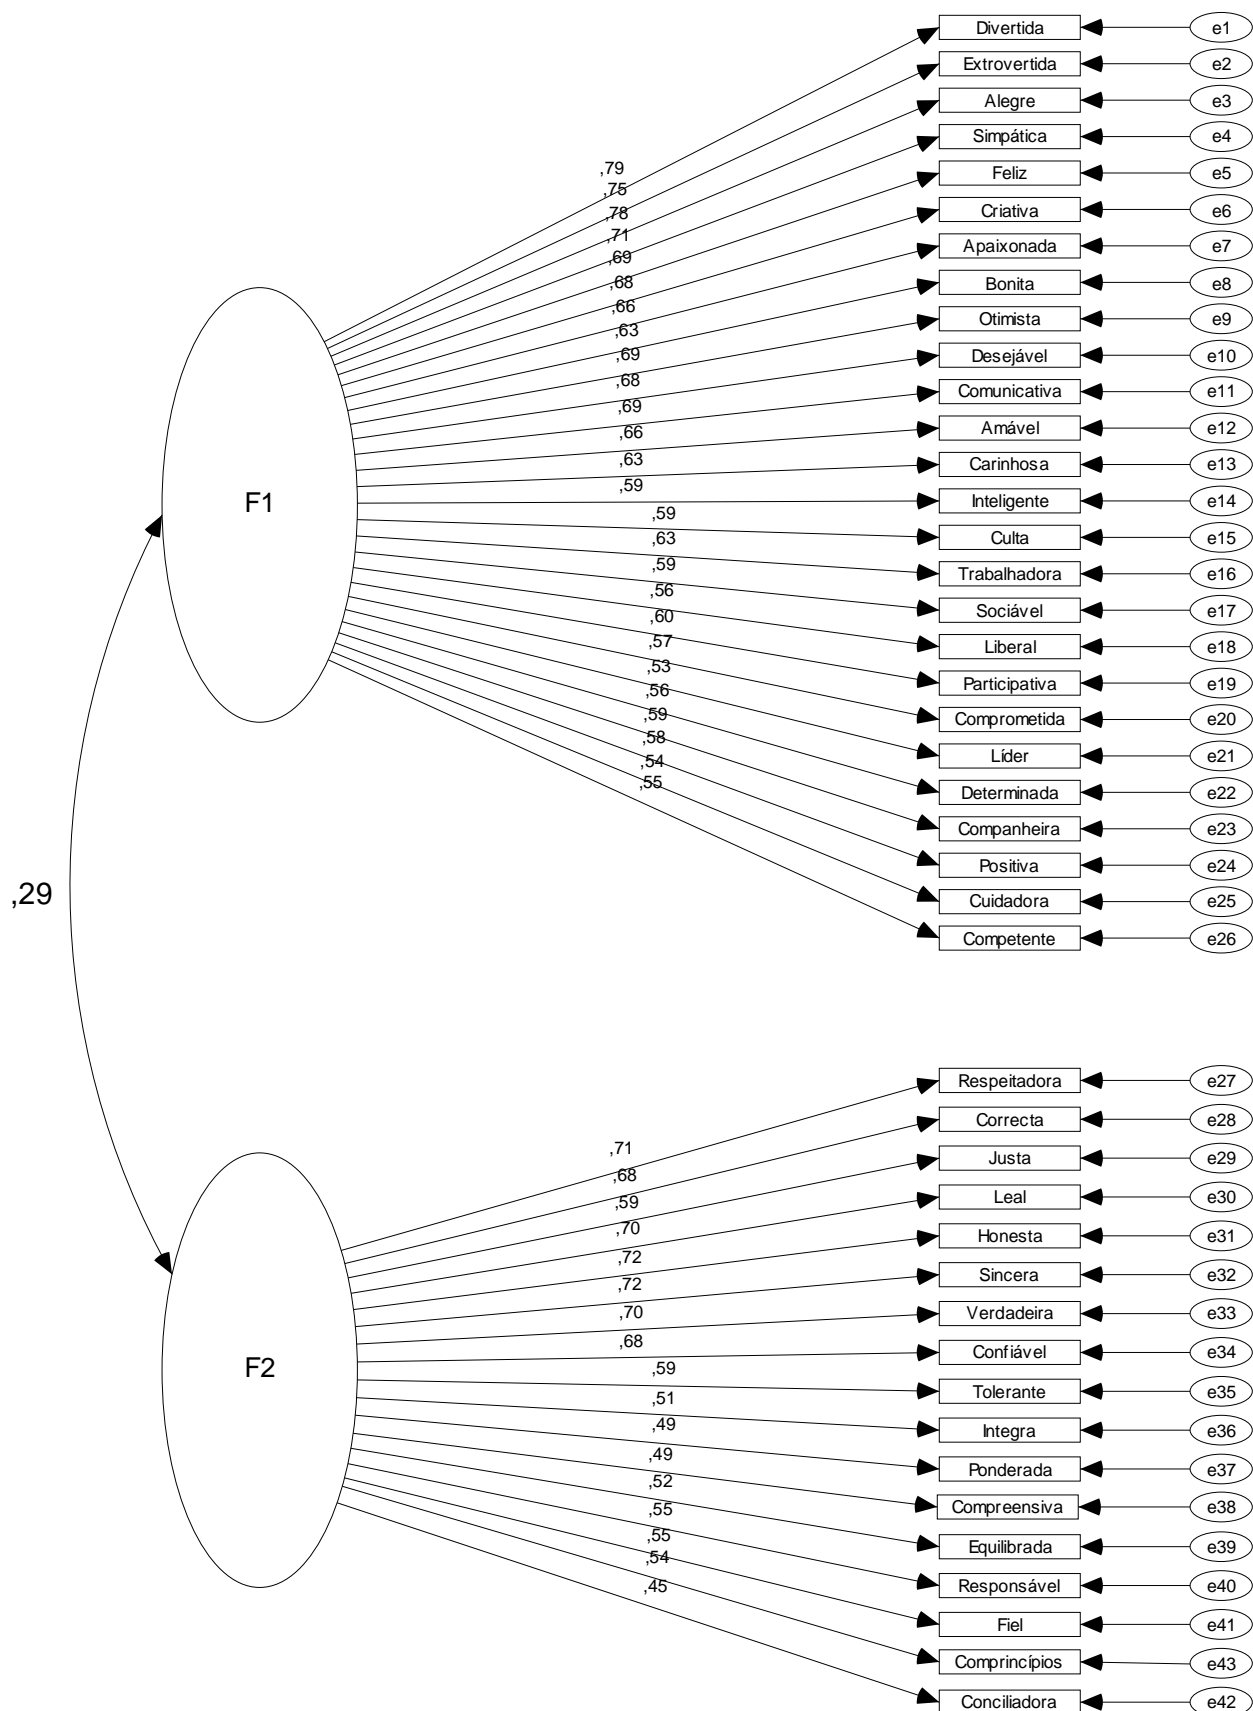 Divertida e1
Extrovertida e2
Alegre e3
Simpática e4
Feliz e5
Criativa e6
Apaixonada e7
Bonita e8
Otimista e9
Desejável e10
Comunicativa e11
Amável e12
Carinhosa e13
Inteligente e14
Culta e15
Trabalhadora e16
Sociável e17
Liberal e18
Participativa e19
Comprometida e20
Líder e21
Determinada e22
Companheira e23
Positiva e24
Cuidadora e25
Competente e26
,79
,75
,78
,71
,69
,68
,66
,63
,69
,68
,69
,66
,63
,59
,59
,63
,59
,56
,60
,57
,53
,56
,59
,58
,54
,55
F1
,29
Respeitadora e27
Correcta e28
Justa e29
Leal e30
Honesta e31
Sincera e32
Verdadeira e33
Confiável e34
Tolerante e35
Integra e36
Ponderada e37
Compreensiva e38
Equilibrada e39
Responsável e40
Fiel e41
Comprincípios e43
Conciliadora e42
,71
,68
,59
,70
,72
,72
,70
,68
,59
,51
,49
,49
,52
,55
,55
,54
,45
F2